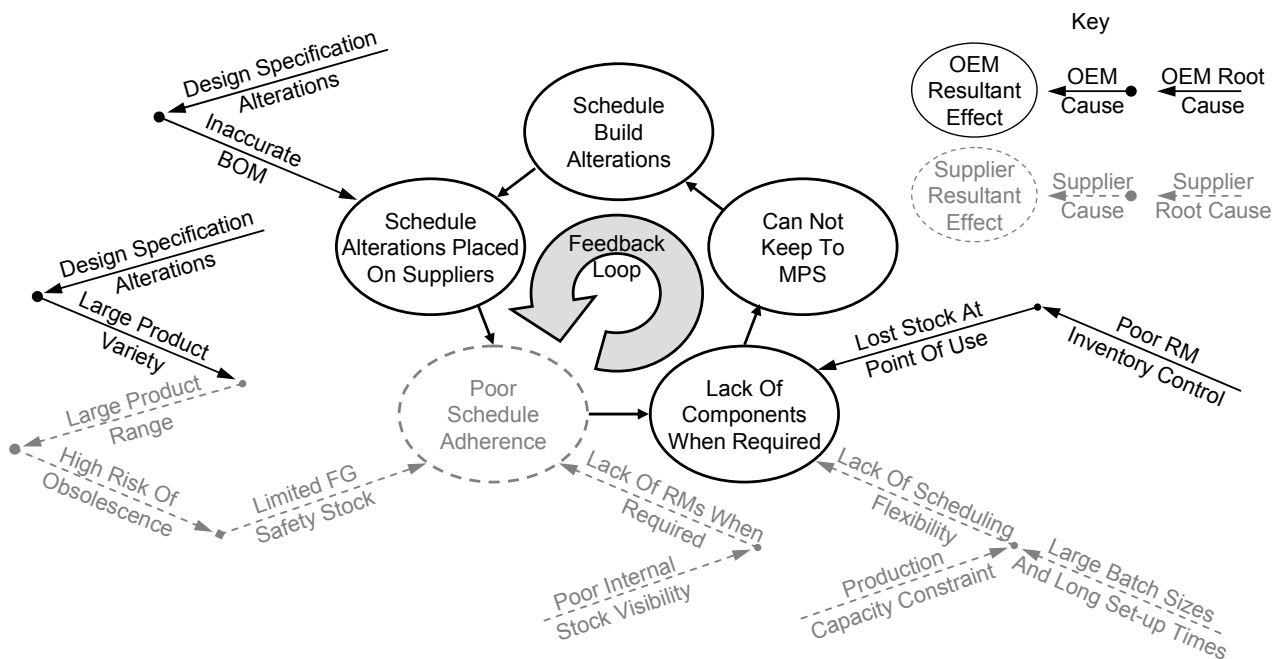 Key
OEM
Resultant
Effect
OEM
Cause
OEM Root
Cause
Supplier
Resultant
Effect
Supplier
Cause
Supplier
Root Cause
Design Specification
Alterations
Inaccurate
BOM
Schedule
Build
Alterations
Schedule
Alterations Placed
On Suppliers
Feedback
Loop
Can Not
Keep To
MPS
Design Specification
Alterations
Large Product
Variety
Large Product
Range
High Risk Of
Obsolescence
Limited FG
Safety Stock
Poor
Schedule
Adherence
Lack Of
Components
When Required
Lost Stock At
Point Of Use
Poor RM
Inventory Control
Lack Of RMs When
Required
Poor Internal
Stock Visibility
Lack Of Scheduling
Flexibility
Production
Capacity Constraint
Large Batch Sizes
And Long Set-up Times